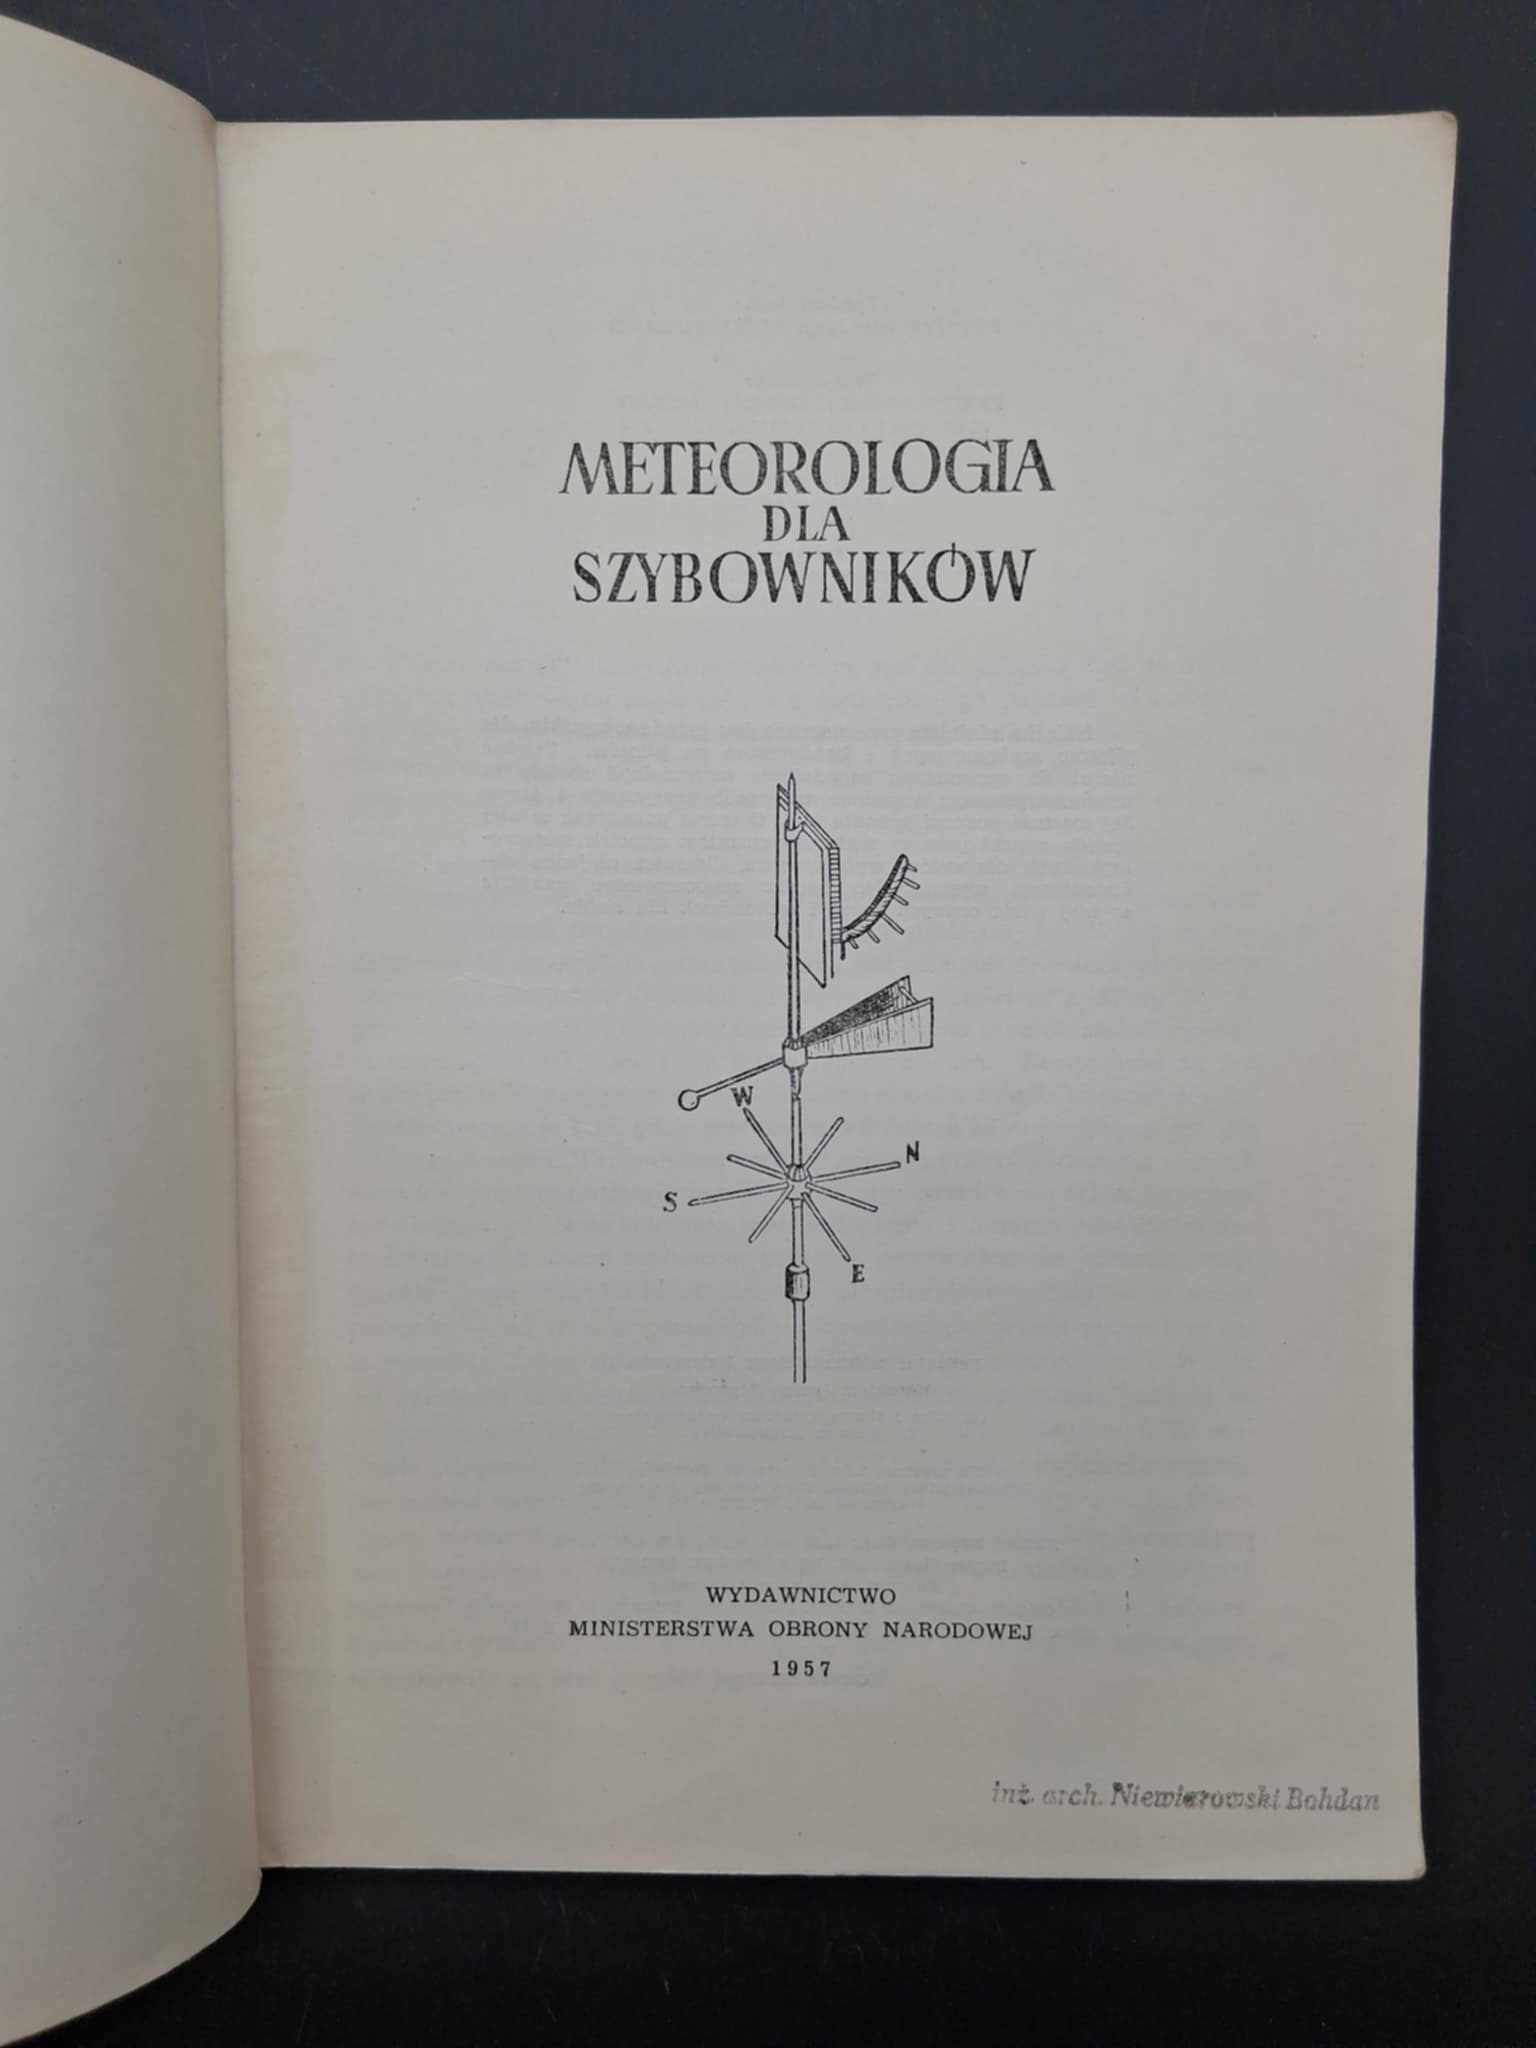 METEOROLOGIA
DLA
SZYBOWNIKÓW
W
N
S
E
WYDAWNICTWO
MINISTERSTWA OBRONY NARODOWEJ
1957
inż. arch. Niewiarowski Bohdan